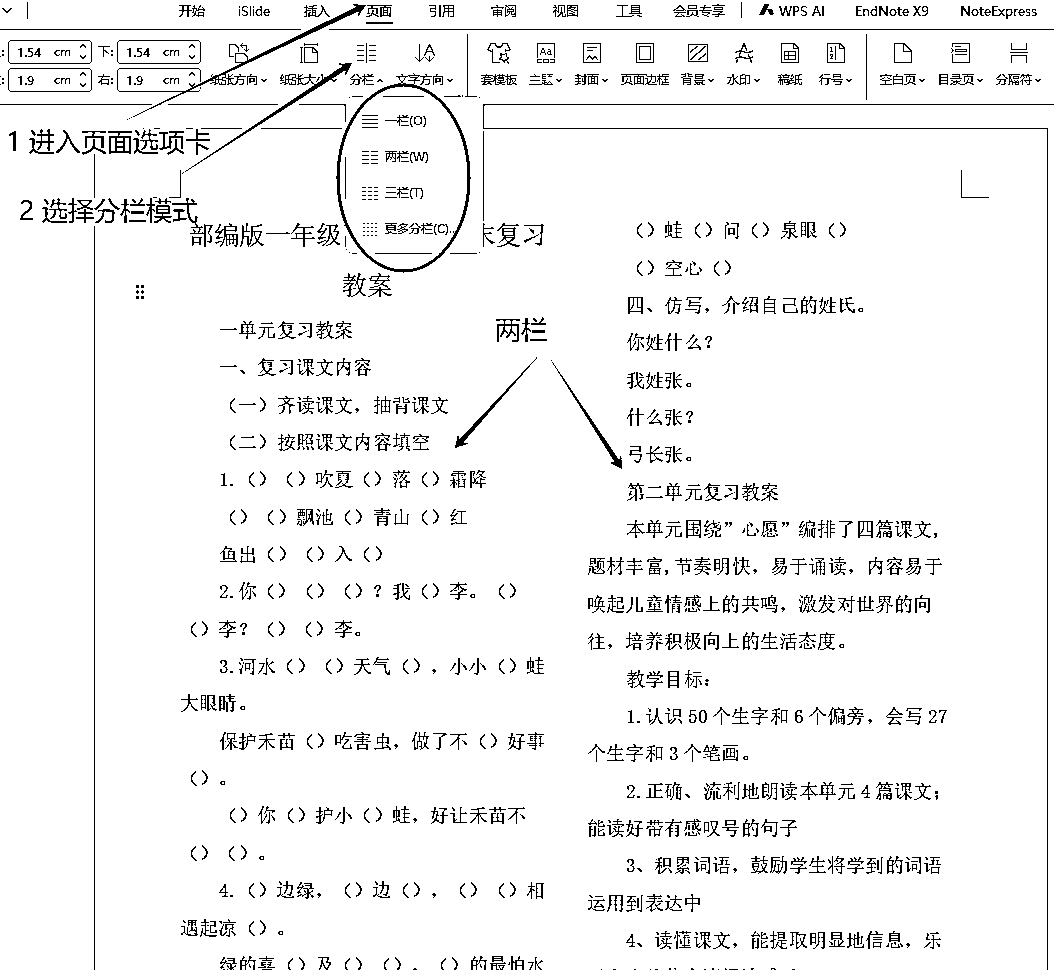 开始 iSlide 插入 页面 引用 审阅 视图 工具 会员专享 WPS AI EndNote X9 NoteExpress
1.54 cm 下: 1.54 cm
1.9 cm 右: 1.9 cm
纸张方向 纸张大小 分栏 文字方向 套模板 主题 封面 页面边框 背景 水印 稿纸 行号 空白页 目录页 分隔符
一栏(O)
两栏(W)
三栏(T)
更多分栏(C)...
1 进入页面选项卡
2 选择分栏模式
两栏
部编版一年级 末复习
教案
一单元复习教案
一、复习课文内容
（一）齐读课文，抽背课文
（二）按照课文内容填空
1.（）（）吹夏（）落（）霜降
（）（）飘池（）青山（）红
鱼出（）（）入（）
2.你（）（）（）? 我（）李。（）
（）李? （）（）李。
3.河水（）（）天气（），小小（）蛙
大眼睛。
保护禾苗（）吃害虫，做了不（）好事
（）。
（）你（）护小（）蛙，好让禾苗不
（）（）。
4.（）边绿，（）边（），（）（）相
遇起凉（）。
绿的喜（）及（）（），（）的最怕水
（）蛙（）问（）泉眼（）
（）空心（）
四、仿写，介绍自己的姓氏。
你姓什么?
我姓张。
什么张?
弓长张。
第二单元复习教案
本单元围绕”心愿”编排了四篇课文,
题材丰富,节奏明快，易于诵读，内容易于
唤起儿童情感上的共鸣，激发对世界的向
往，培养积极向上的生活态度。
教学目标:
1.认识 50 个生字和 6 个偏旁，会写 27
个生字和 3 个笔画。
2.正确、流利地朗读本单元 4 篇课文;
能读好带有感叹号的句子
3、积累词语，鼓励学生将学到的词语
运用到表达中
4、读懂课文，能提取明显地信息，乐